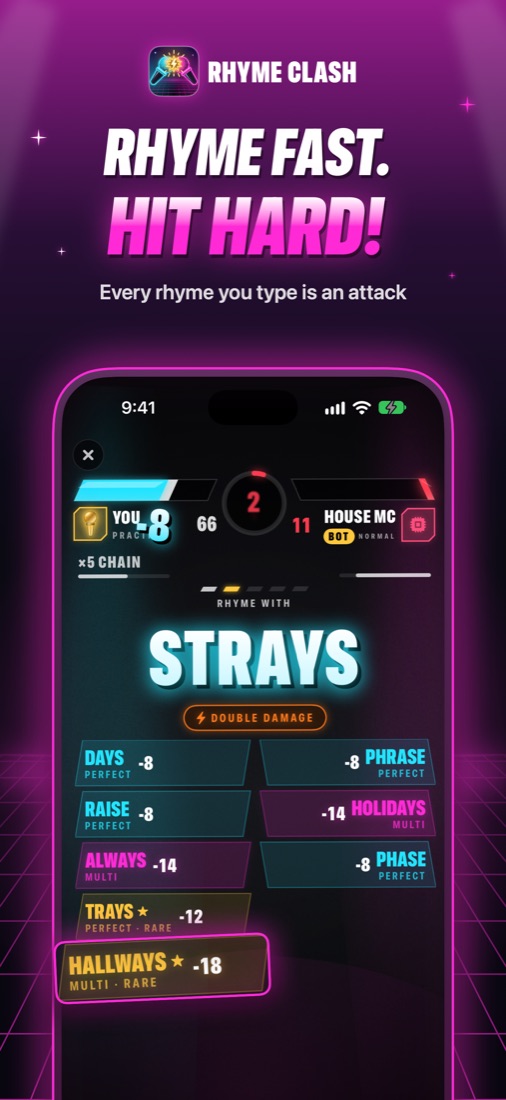 RHYME CLASH
RHYME FAST.
HIT HARD!
Every rhyme you type is an attack
9:41
2
YOU
-8
66
11
HOUSE MC
BOT NORMAL
×5 CHAIN
RHYME WITH
STRAYS
DOUBLE DAMAGE
DAYS -8
PERFECT
-8 PHRASE
PERFECT
RAISE -8
PERFECT
-14 HOLIDAYS
MULTI
ALWAYS -14
MULTI
-8 PHASE
PERFECT
TRAYS ★ -12
PERFECT · RARE
HALLWAYS ★ -18
MULTI · RARE